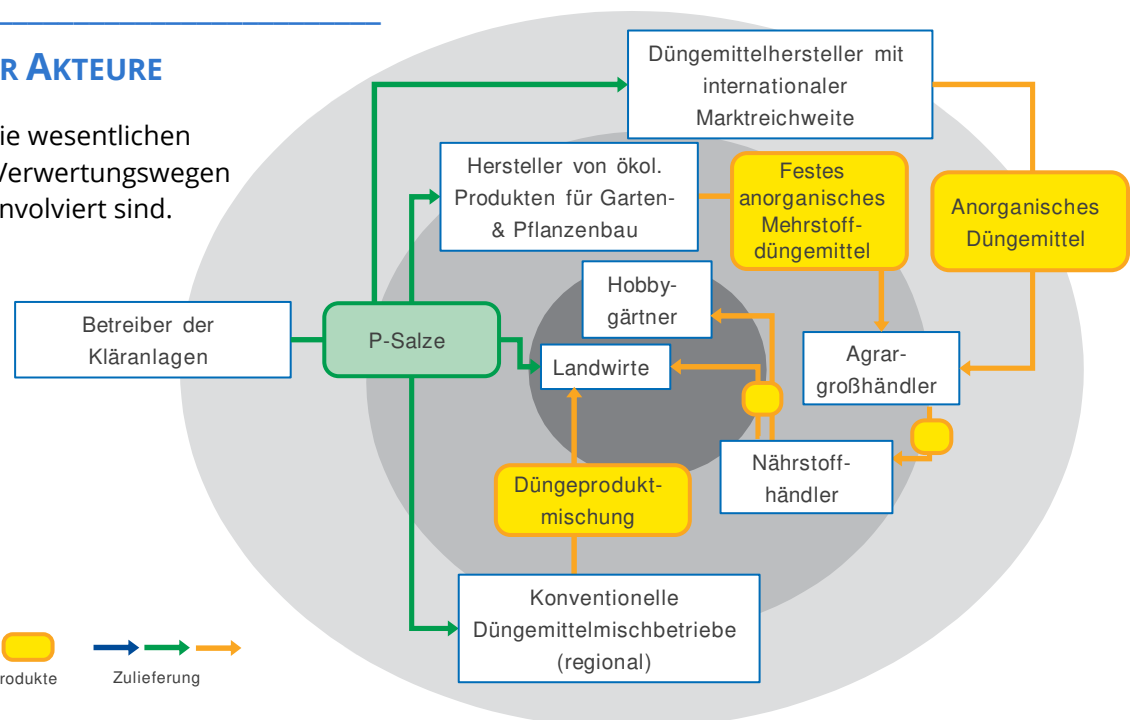 R AKTEURE
ie wesentlichen
Verwertungswegen
nvolviert sind.
Düngemittelhersteller mit
internationaler
Marktreichweite
Hersteller von ökol.
Produkten für Garten-
& Pflanzenbau
Festes
anorganisches
Mehrstoff-
düngemittel
Anorganisches
Düngemittel
Hobby-
gärtner
Betreiber der
Kläranlagen
P-Salze
Landwirte
Agrar-
großhändler
Nährstoff-
händler
Düngeprodukt-
mischung
Konventionelle
Düngemittelmischbetriebe
(regional)
rodukte
Zulieferung